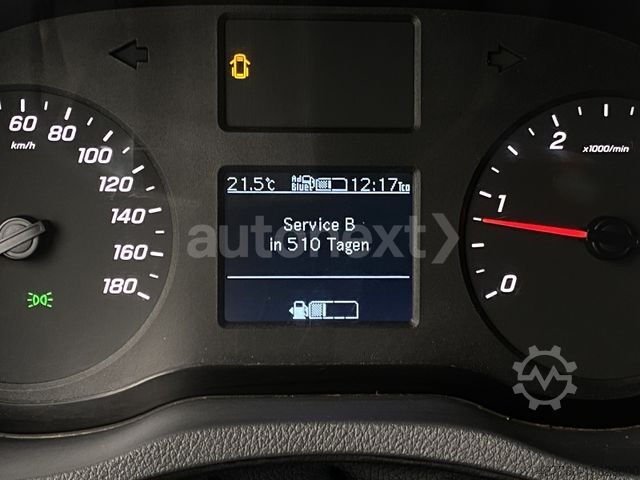 60
km/h
80
100
120
140
160
180
21.5°C Ad Blue 12:17 Tco
Service B
in 510 Tagen
autonext
2
x1000/min
1
0